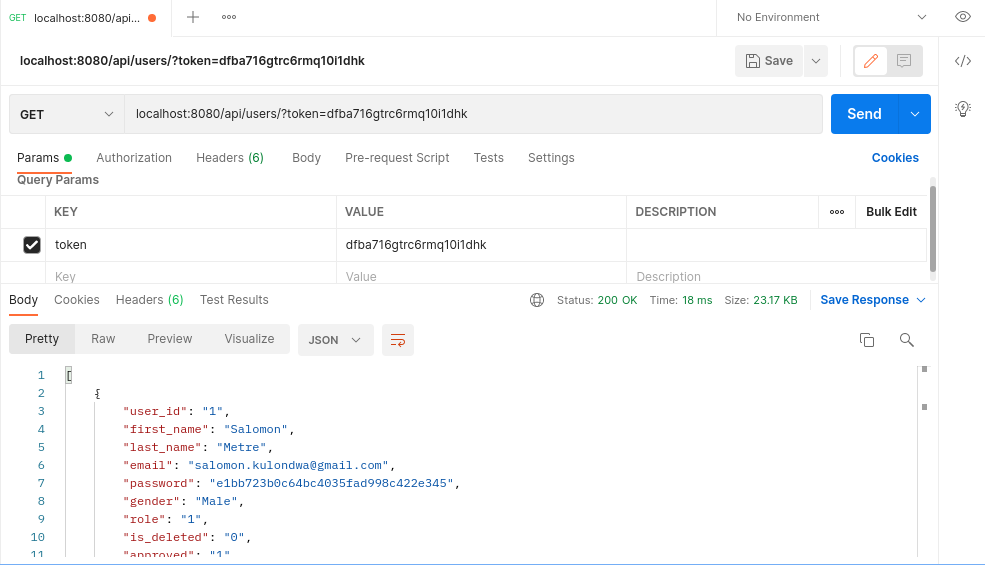 GET localhost:8080/api... No Environment
localhost:8080/api/users/?token=dfba716gtrc6rmq10i1dhk Save
GET localhost:8080/api/users/?token=dfba716gtrc6rmq10i1dhk Send
Params Authorization Headers (6) Body Pre-request Script Tests Settings Cookies
Query Params
KEY VALUE DESCRIPTION Bulk Edit
token dfba716gtrc6rmq10i1dhk
Key Value Description
Body Cookies Headers (6) Test Results Status: 200 OK Time: 18 ms Size: 23.17 KB Save Response
Pretty Raw Preview Visualize JSON
1 [
2 {
3 "user_id": "1",
4 "first_name": "Salomon",
5 "last_name": "Metre",
6 "email": "salomon.kulondwa@gmail.com",
7 "password": "e1bb723b0c64bc4035fad998c422e345",
8 "gender": "Male",
9 "role": "1",
10 "is_deleted": "0",
11 "approved": "1"